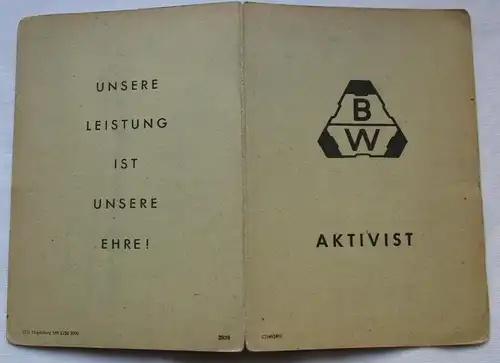 UNSERE
LEISTUNG
IST
UNSERE
EHRE!
B
W
AKTIVIST